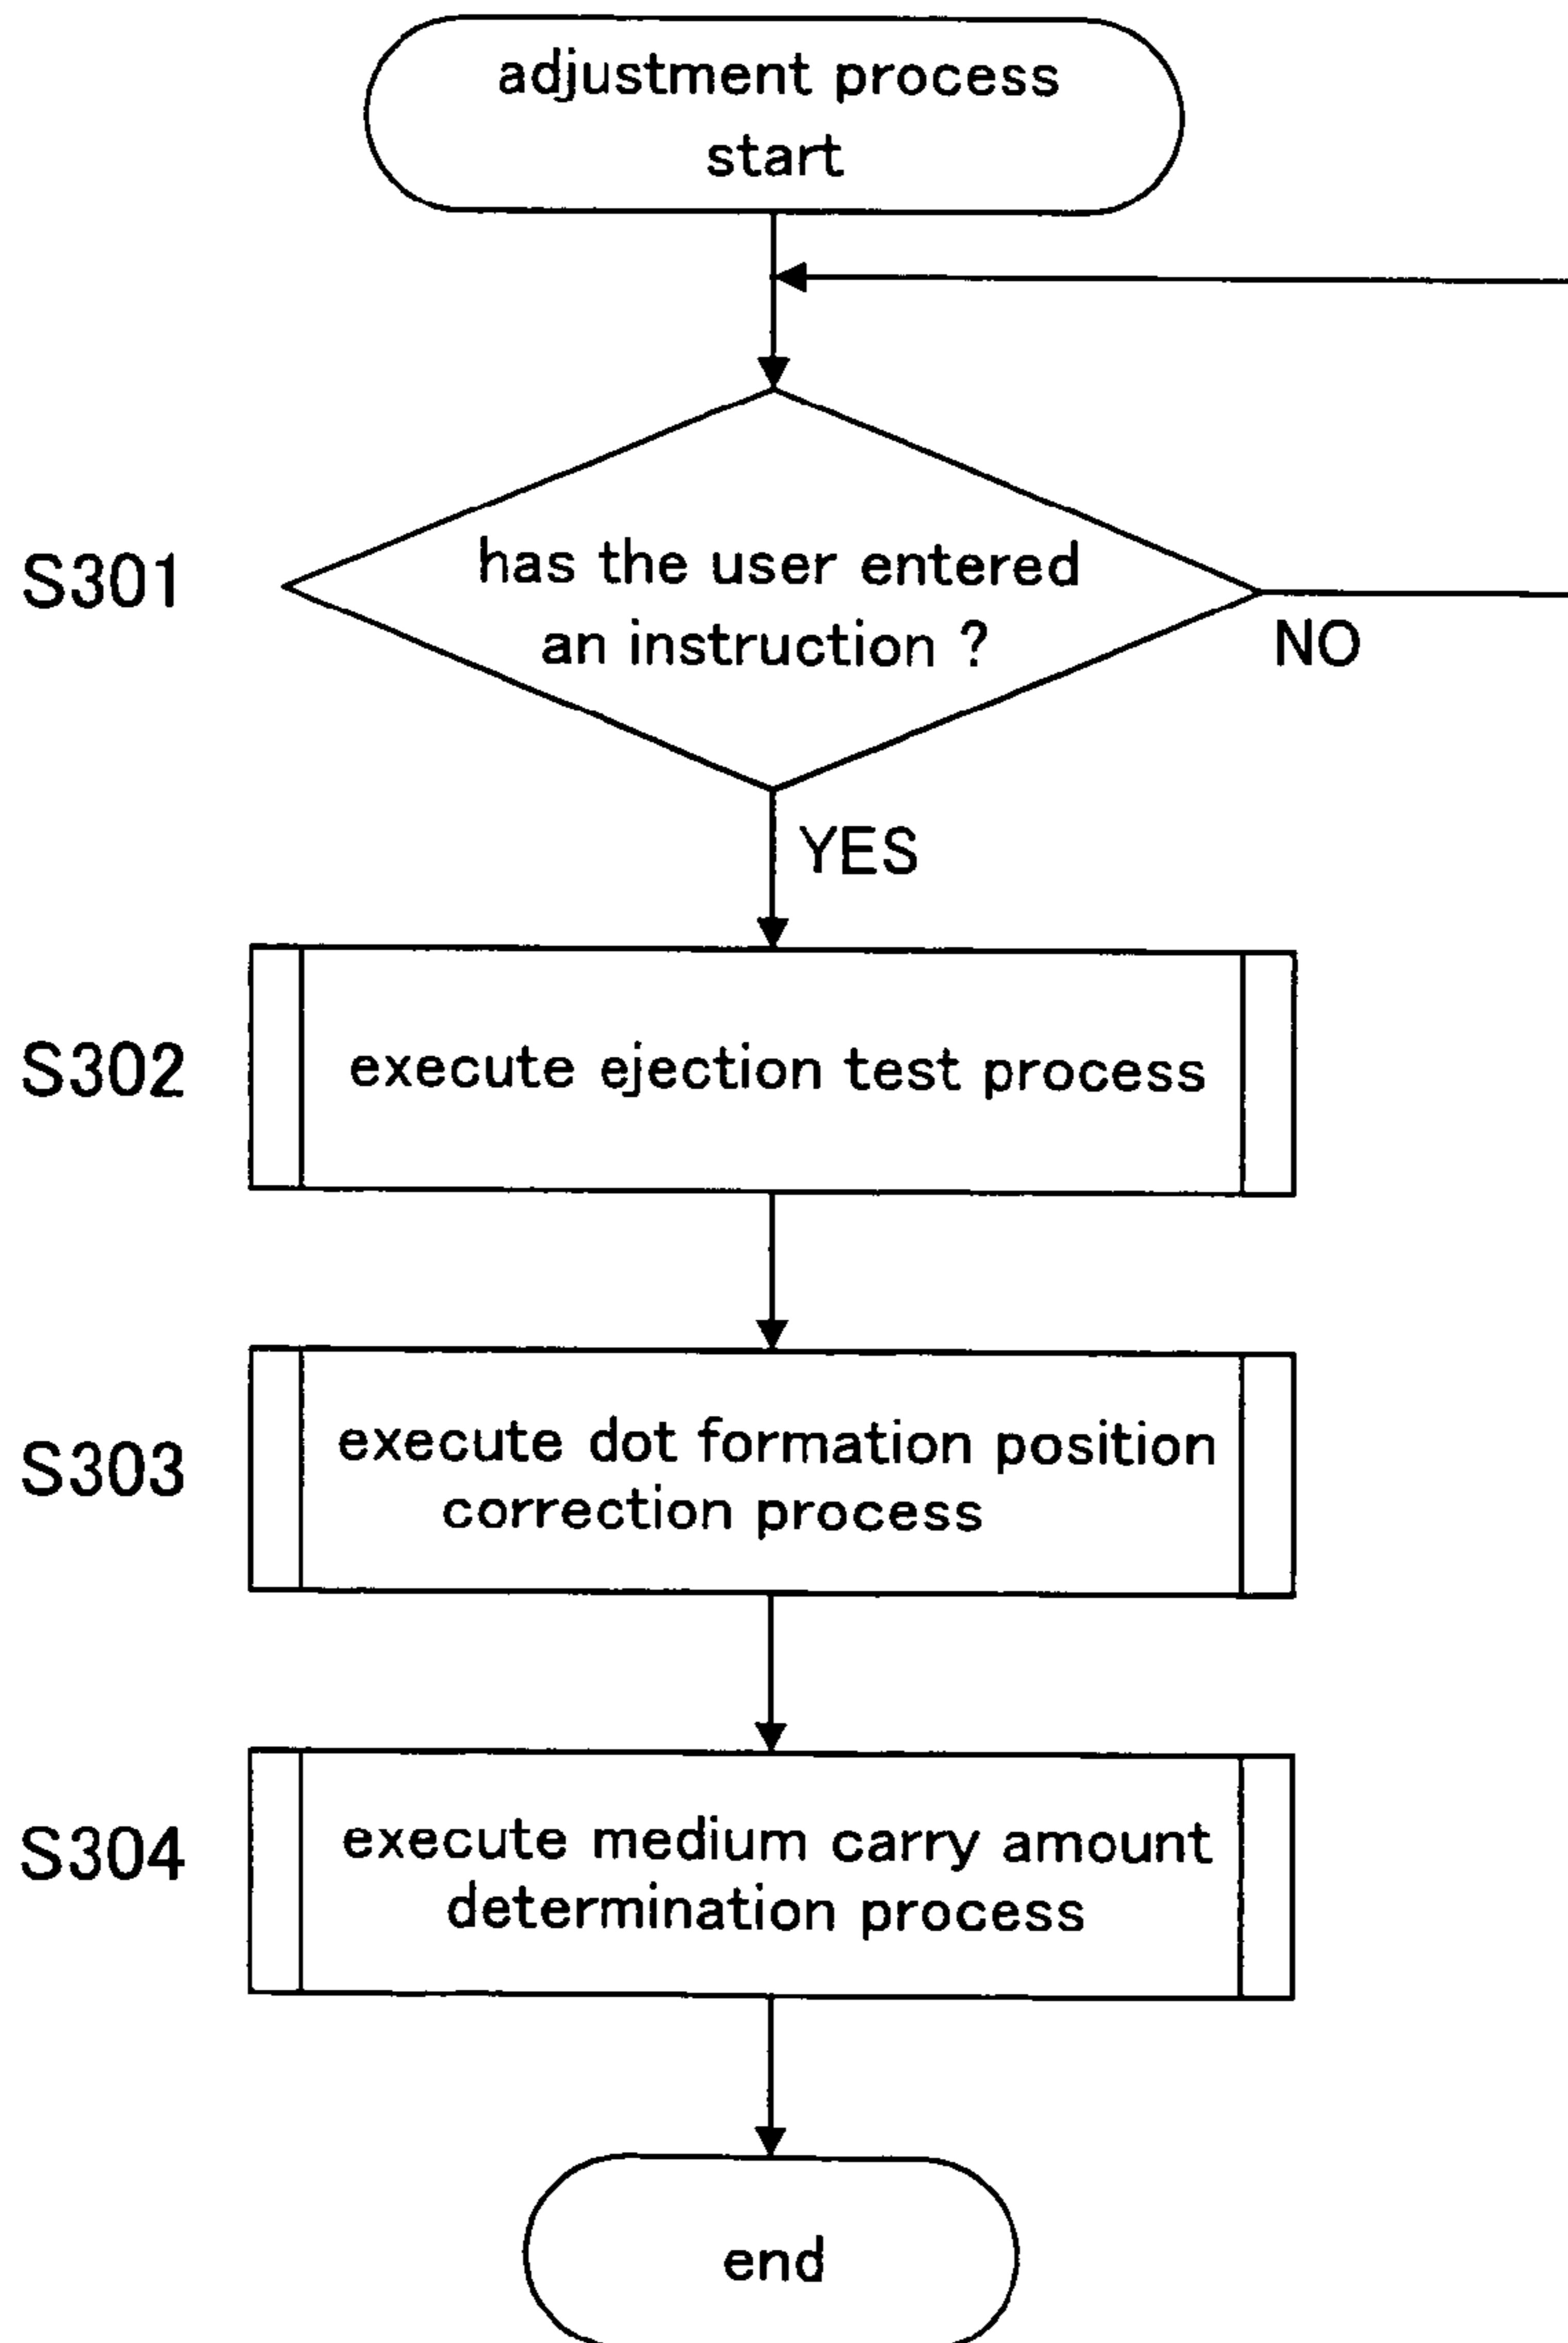 adjustment process
start
S301
has the user entered
an instruction ?
NO
YES
S302
execute ejection test process
S303
execute dot formation position
correction process
S304
execute medium carry amount
determination process
end